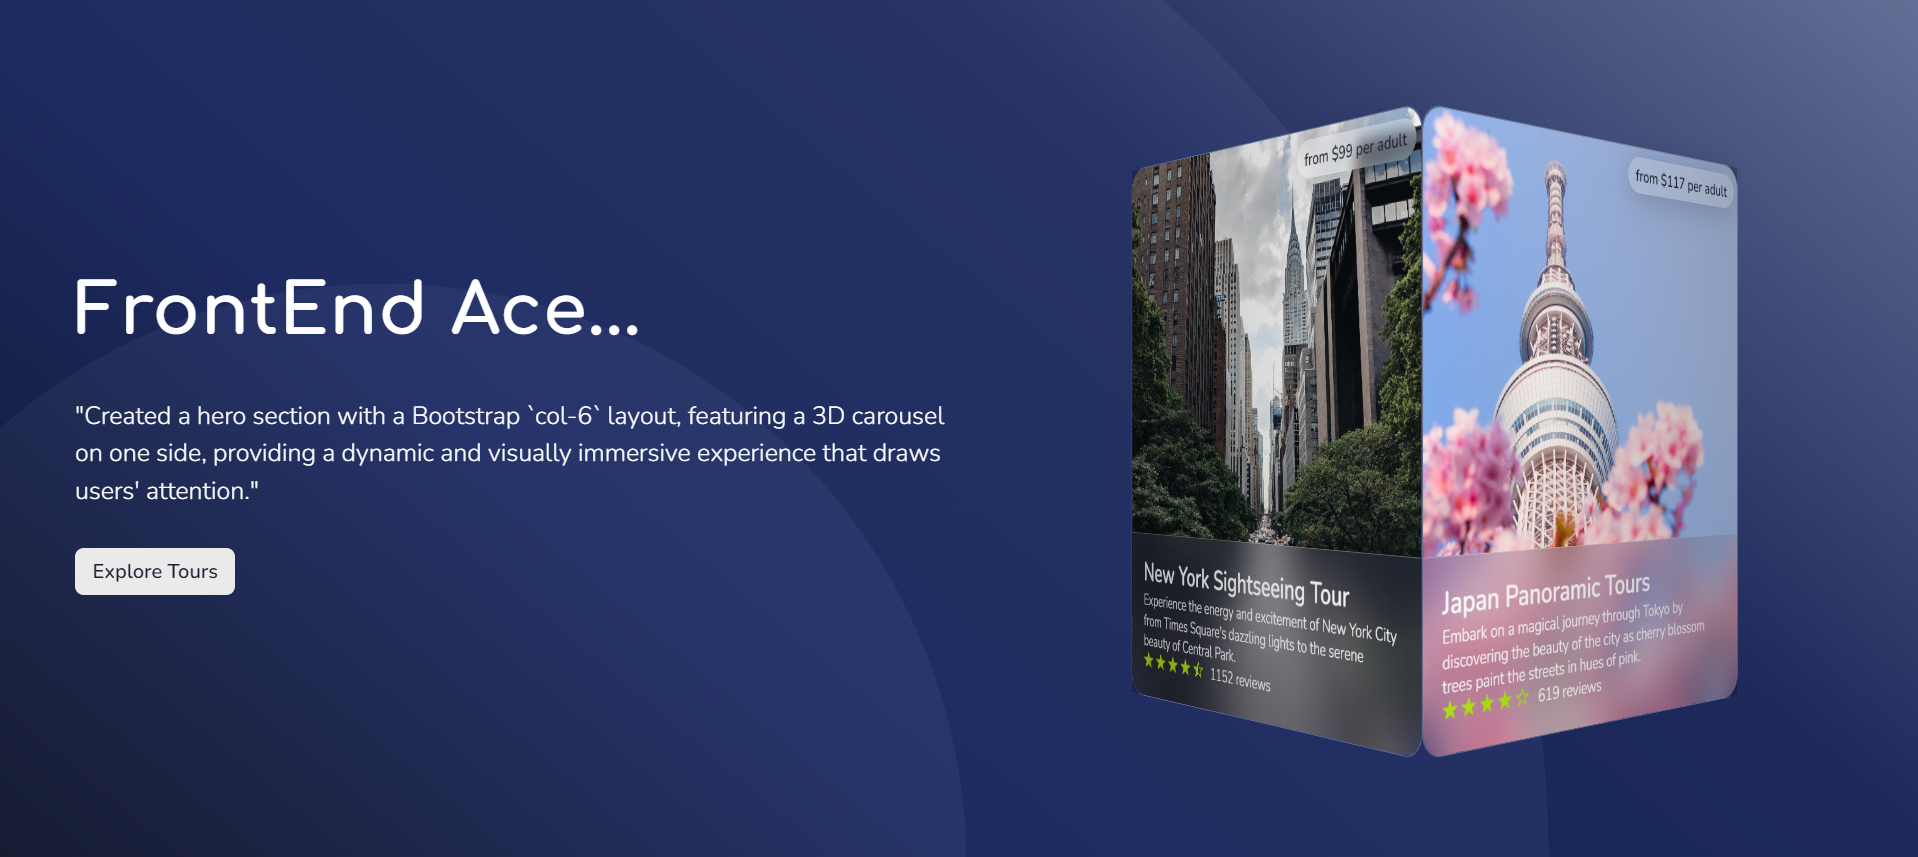 FrontEnd Ace...
"Created a hero section with a Bootstrap `col-6` layout, featuring a 3D carousel
on one side, providing a dynamic and visually immersive experience that draws
users' attention."
Explore Tours
from $99 per adult
New York Sightseeing Tour
Experience the energy and excitement of New York City
from Times Square's dazzling lights to the serene
beauty of Central Park.
1152 reviews
from $117 per adult
Japan Panoramic Tours
Embark on a magical journey through Tokyo by
discovering the beauty of the city as cherry blossom
trees paint the streets in hues of pink.
619 reviews